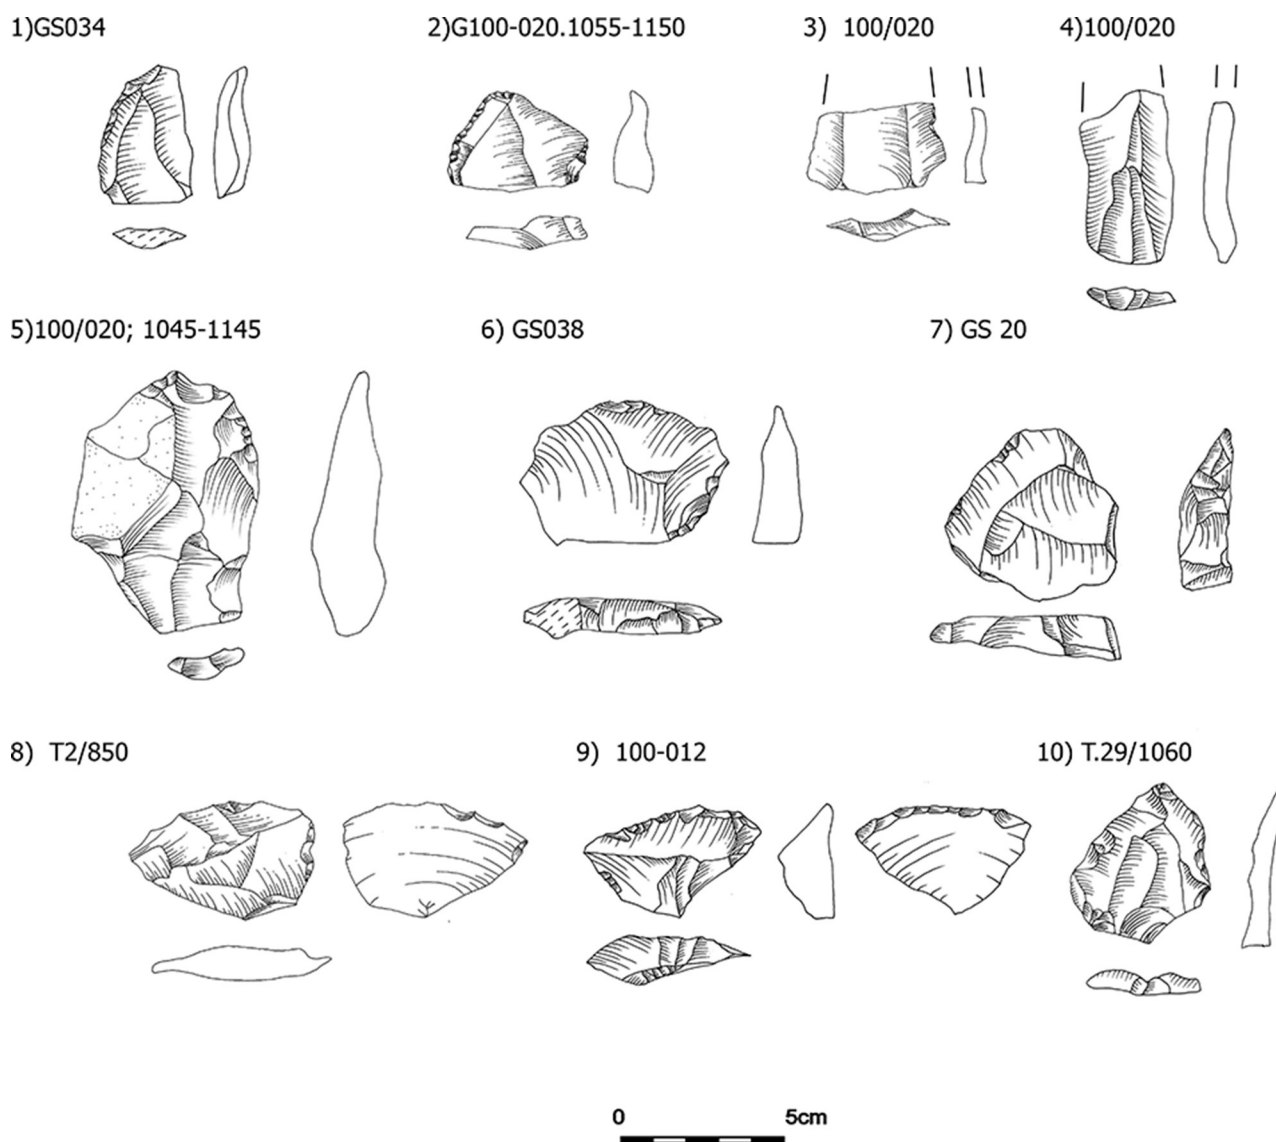 1)GS034
2)G100-020.1055-1150
3) 100/020
4)100/020
5)100/020; 1045-1145
6) GS038
7) GS 20
8) T2/850
9) 100-012
10) T.29/1060
0 5cm